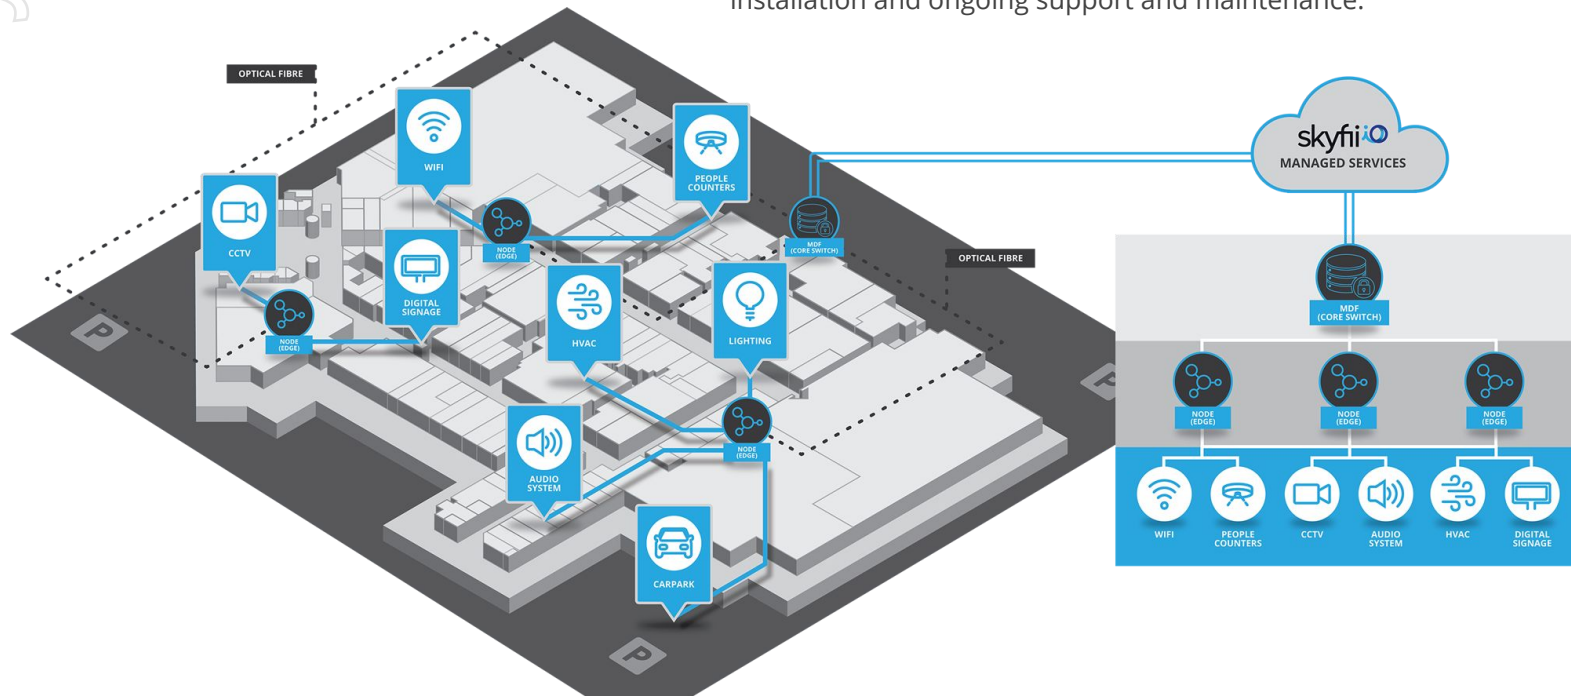 installation and ongoing support and maintenance.
OPTICAL FIBRE
WIFI
PEOPLE
COUNTERS
skyfii iO
MANAGED SERVICES
CCTV
NODE
(EDGE)
MDF
(CORE SWITCH)
OPTICAL FIBRE
DIGITAL
SIGNAGE
HVAC
LIGHTING
NODE
(EDGE)
P
P
MDF
(CORE SWITCH)
NODE
(EDGE)
NODE
(EDGE)
NODE
(EDGE)
NODE
(EDGE)
AUDIO
SYSTEM
CARPARK
P
WIFI
PEOPLE
COUNTERS
CCTV
AUDIO
SYSTEM
HVAC
DIGITAL
SIGNAGE